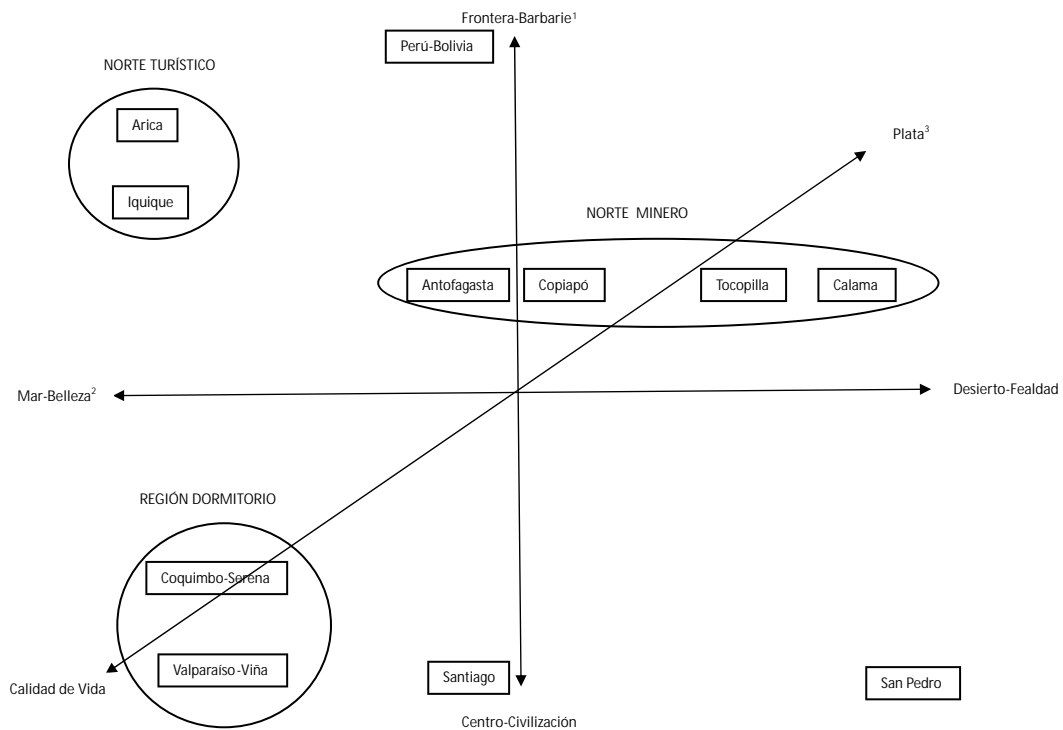 Frontera-Barbarie¹
Perú-Bolivia
NORTE TURÍSTICO
Arica
Plata³
Iquique
NORTE MINERO
Antofagasta
Copiapó
Tocopilla
Calama
Mar-Belleza²
Desierto-Fealdad
REGIÓN DORMITORIO
Coquimbo-Serena
Valparaíso-Viña
Santiago
San Pedro
Calidad de Vida
Centro-Civilización